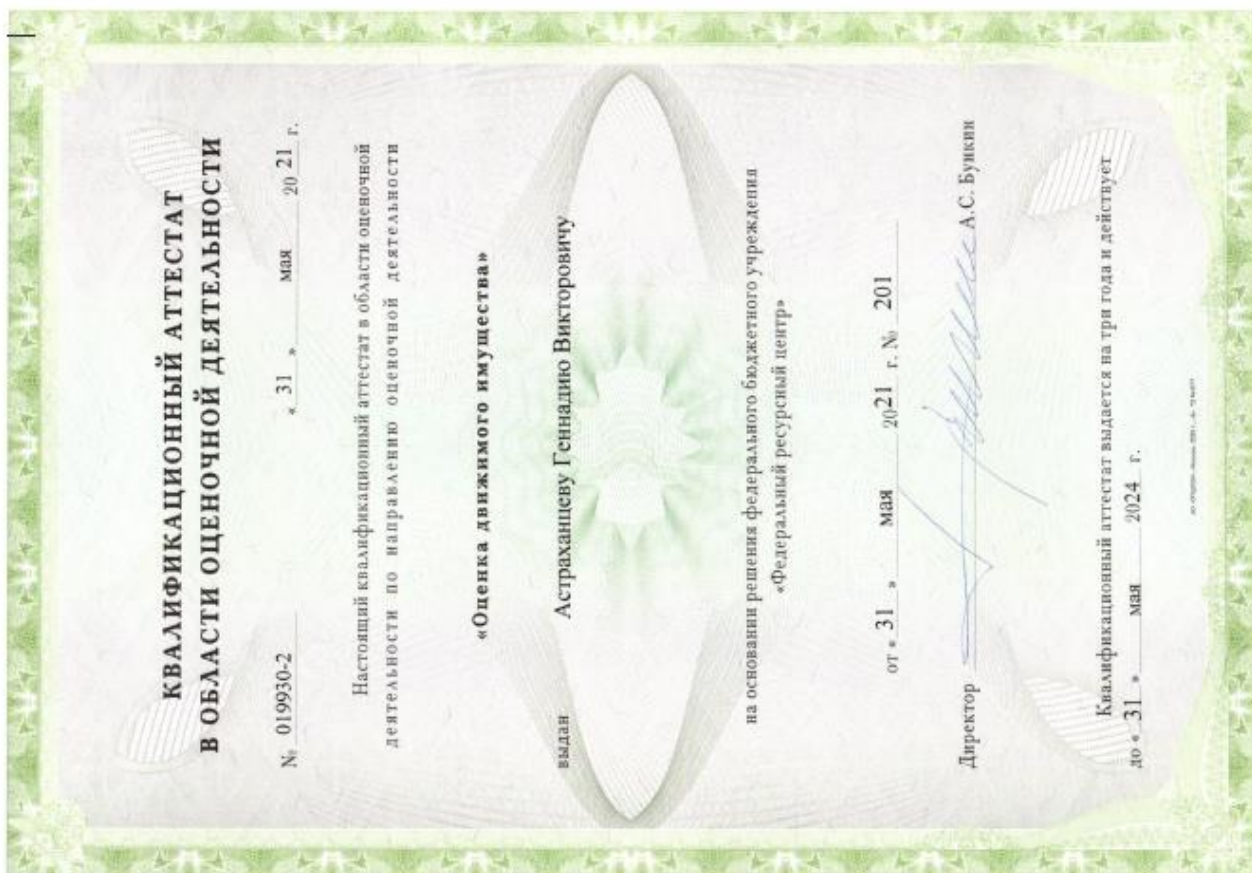 КВАЛИФИКАЦИОННЫЙ АТТЕСТАТ
В ОБЛАСТИ ОЦЕНОЧНОЙ ДЕЯТЕЛЬНОСТИ
№ 019930-2 « 31 » мая 20 21 г.
Настоящий квалификационный аттестат в области оценочной
деятельности по направлению оценочной деятельности
«Оценка движимого имущества»
выдан Астраханцеву Геннадию Викторовичу
на основании решения федерального бюджетного учреждения
«Федеральный ресурсный центр»
от « 31 » мая 2021 г. № 201
Директор А.С. Бункин
Квалификационный аттестат выдается на три года и действует
до « 31 » мая 2024 г.